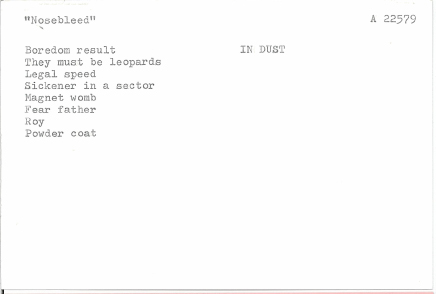 "Nosebleed"
A 22579
Boredom result
They must be leopards
Legal speed
Sickener in a sector
Magnet womb
Fear father
Roy
Powder coat
IN DUST